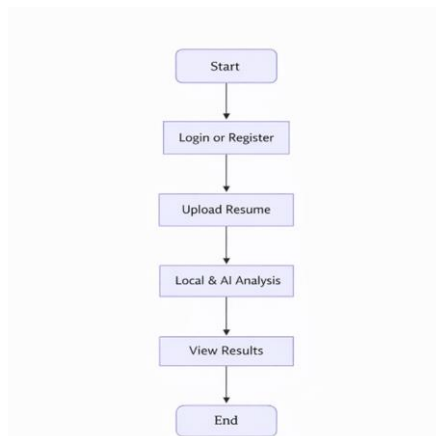 Start
Login or Register
Upload Resume
Local & AI Analysis
View Results
End